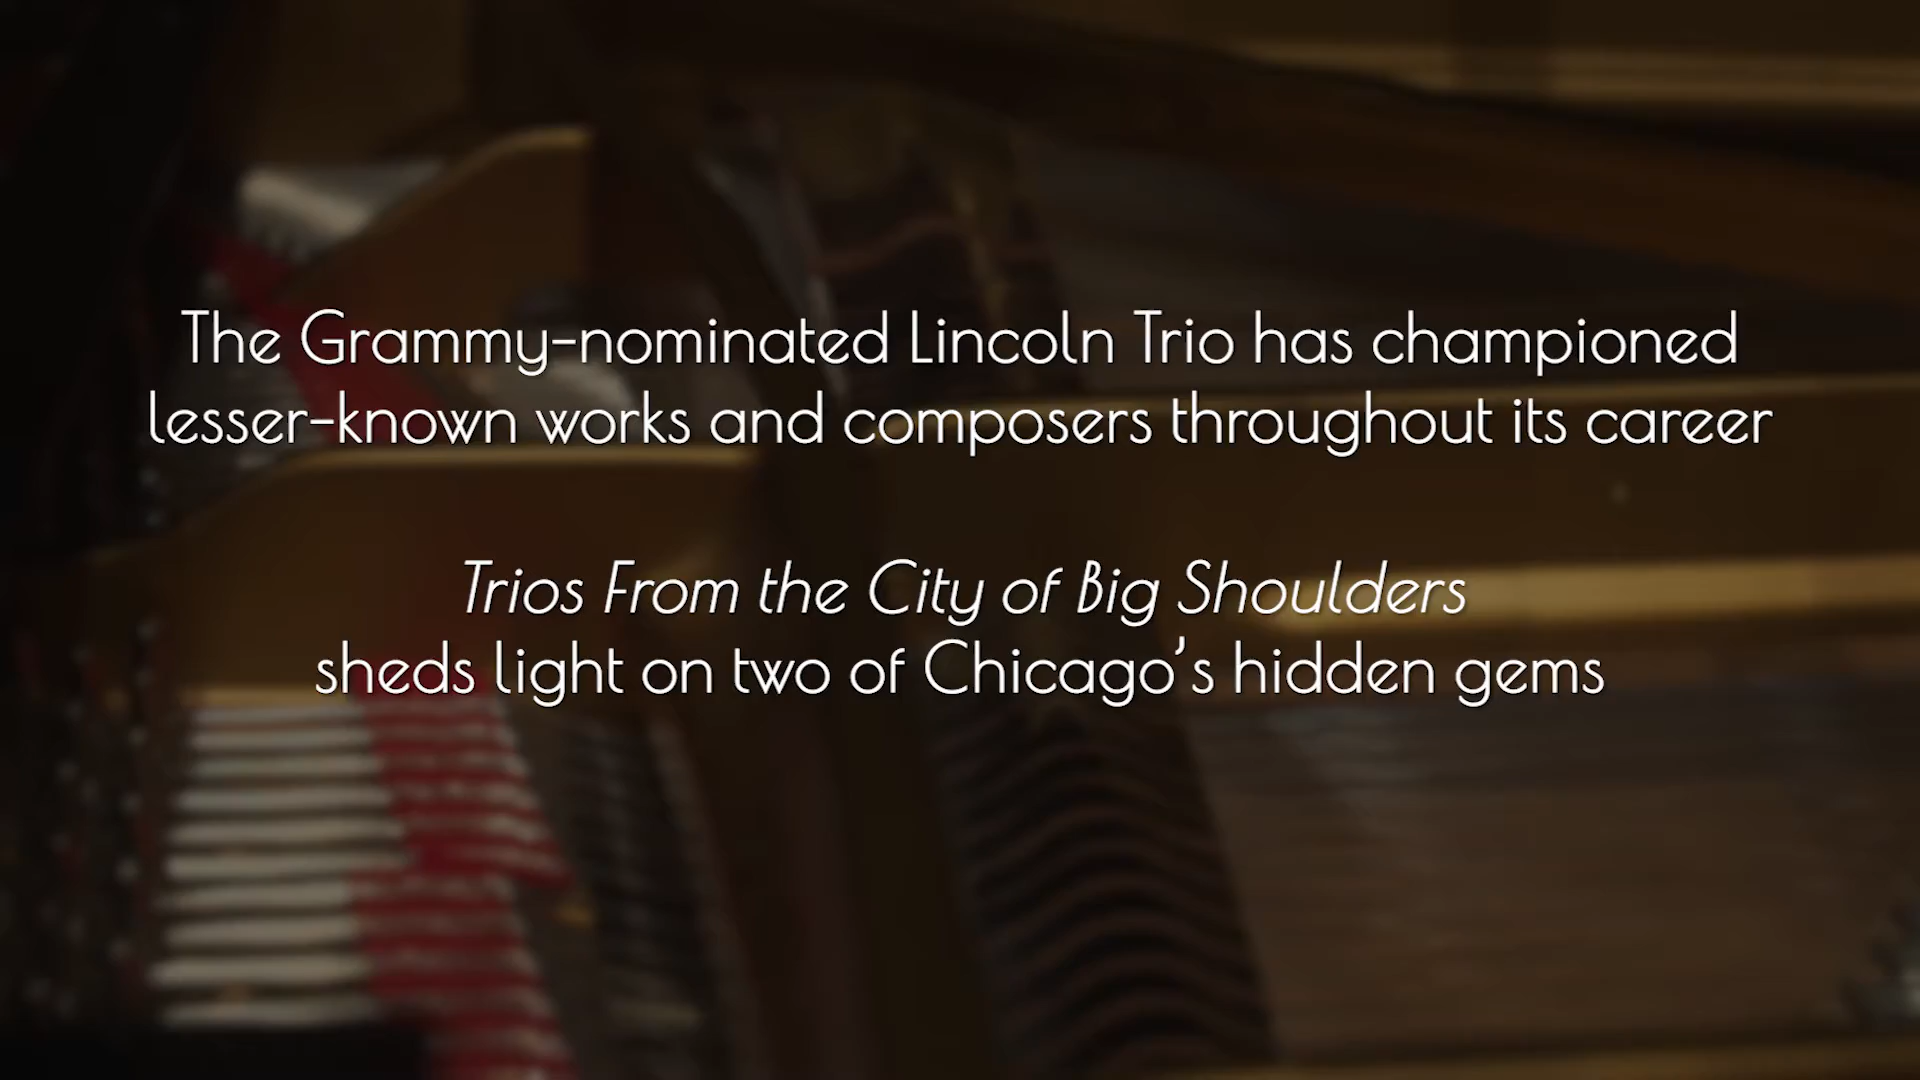 The Grammy-nominated Lincoln Trio has championed
lesser-known works and composers throughout its career
Trios From the City of Big Shoulders
sheds light on two of Chicago's hidden gems